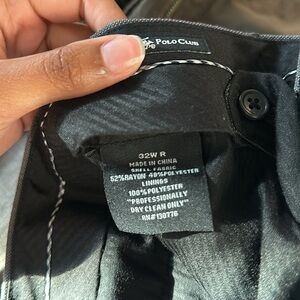 Polo Club
32W R
MADE IN CHINA
SHELL FABRIC
52%RAYON 48%POLYESTER
LININGS
100%POLYESTER
"PROFESSIONALLY
DRY CLEAN ONLY"
RN#130776